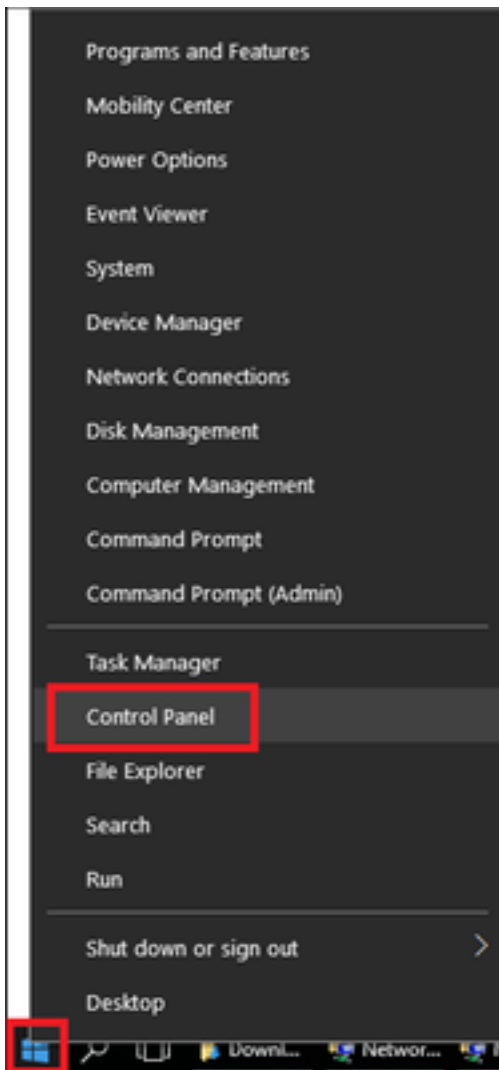 Programs and Features
Mobility Center
Power Options
Event Viewer
System
Device Manager
Network Connections
Disk Management
Computer Management
Command Prompt
Command Prompt (Admin)
Task Manager
Control Panel
File Explorer
Search
Run
Shut down or sign out
Desktop
Downl... Networ...